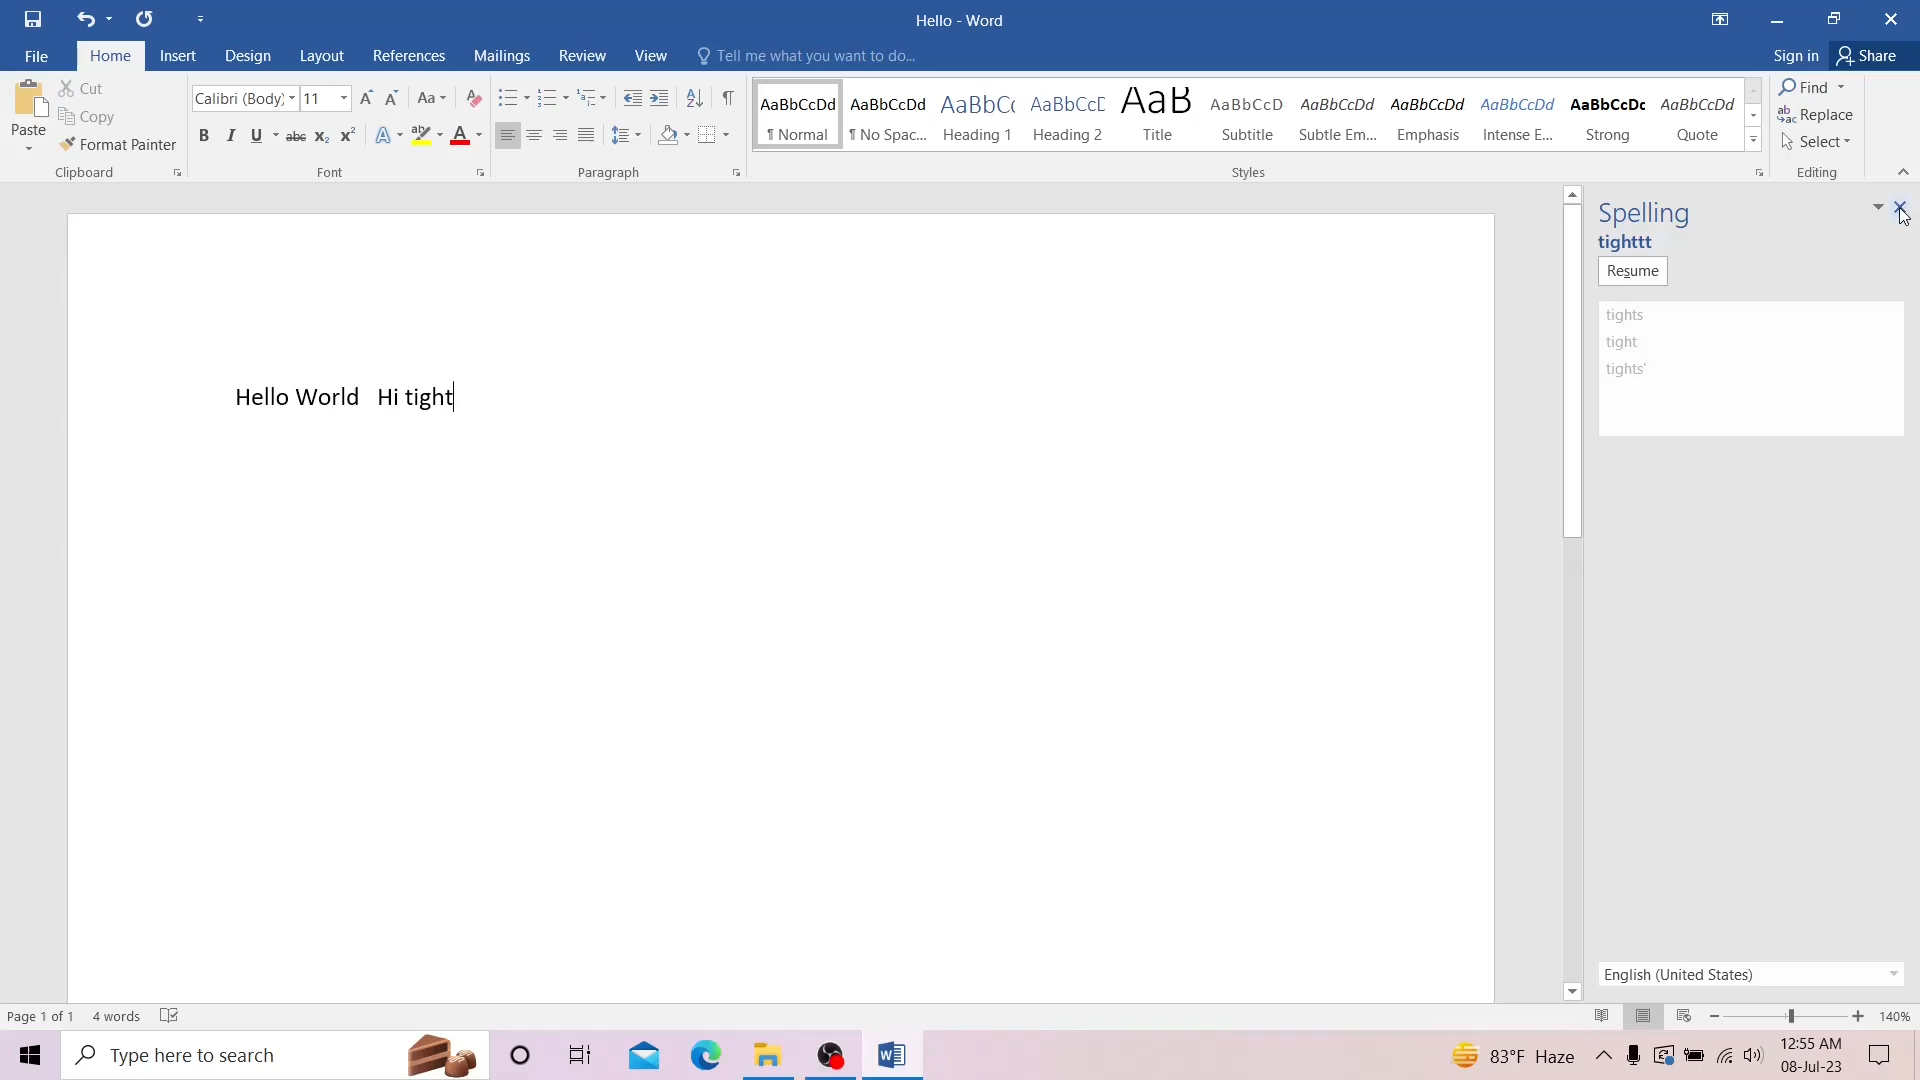 Hello - Word
File Home Insert Design Layout References Mailings Review View Tell me what you want to do... Sign in Share
Paste
Cut
Copy
Format Painter
Clipboard
Calibri (Body) 11 Aa
B I U abc x₂ x² A ab A
Font
Paragraph
AaBbCcDd AaBbCcDd AaBbCc AaBbCcD AaB AaBbCcD AaBbCcDd AaBbCcDd AaBbCcDd AaBbCcDc AaBbCcDd
¶ Normal ¶ No Spac... Heading 1 Heading 2 Title Subtitle Subtle Em... Emphasis Intense E... Strong Quote
Styles
Find
Replace
Select
Editing
Spelling
tighttt
Resume
tights
tight
tights'
English (United States)
Hello World   Hi tight
Page 1 of 1 4 words 140%
Type here to search
83°F Haze
12:55 AM
08-Jul-23